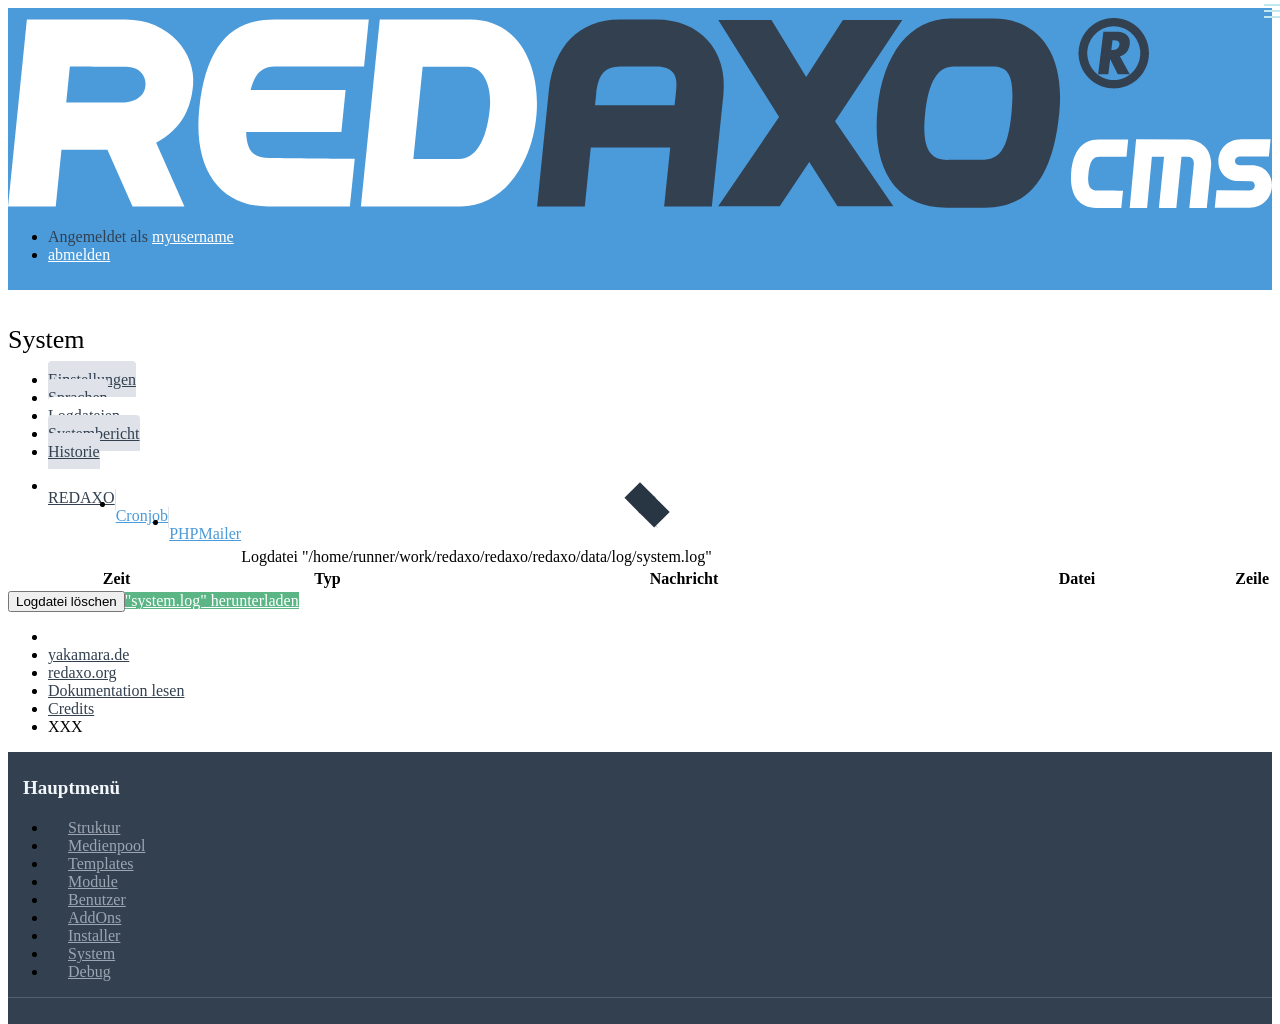 REDAXO®
cms
Angemeldet als myusername
abmelden
System
Einstellungen
Sprachen
Logdateien
Systembericht
Historie
REDAXO
Cronjob
PHPMailer
Logdatei "/home/runner/work/redaxo/redaxo/redaxo/data/log/system.log"
Zeit Typ Nachricht Datei Zeile
Logdatei löschen "system.log" herunterladen
yakamara.de
redaxo.org
Dokumentation lesen
Credits
XXX
Hauptmenü
Struktur
Medienpool
Templates
Module
Benutzer
AddOns
Installer
System
Debug